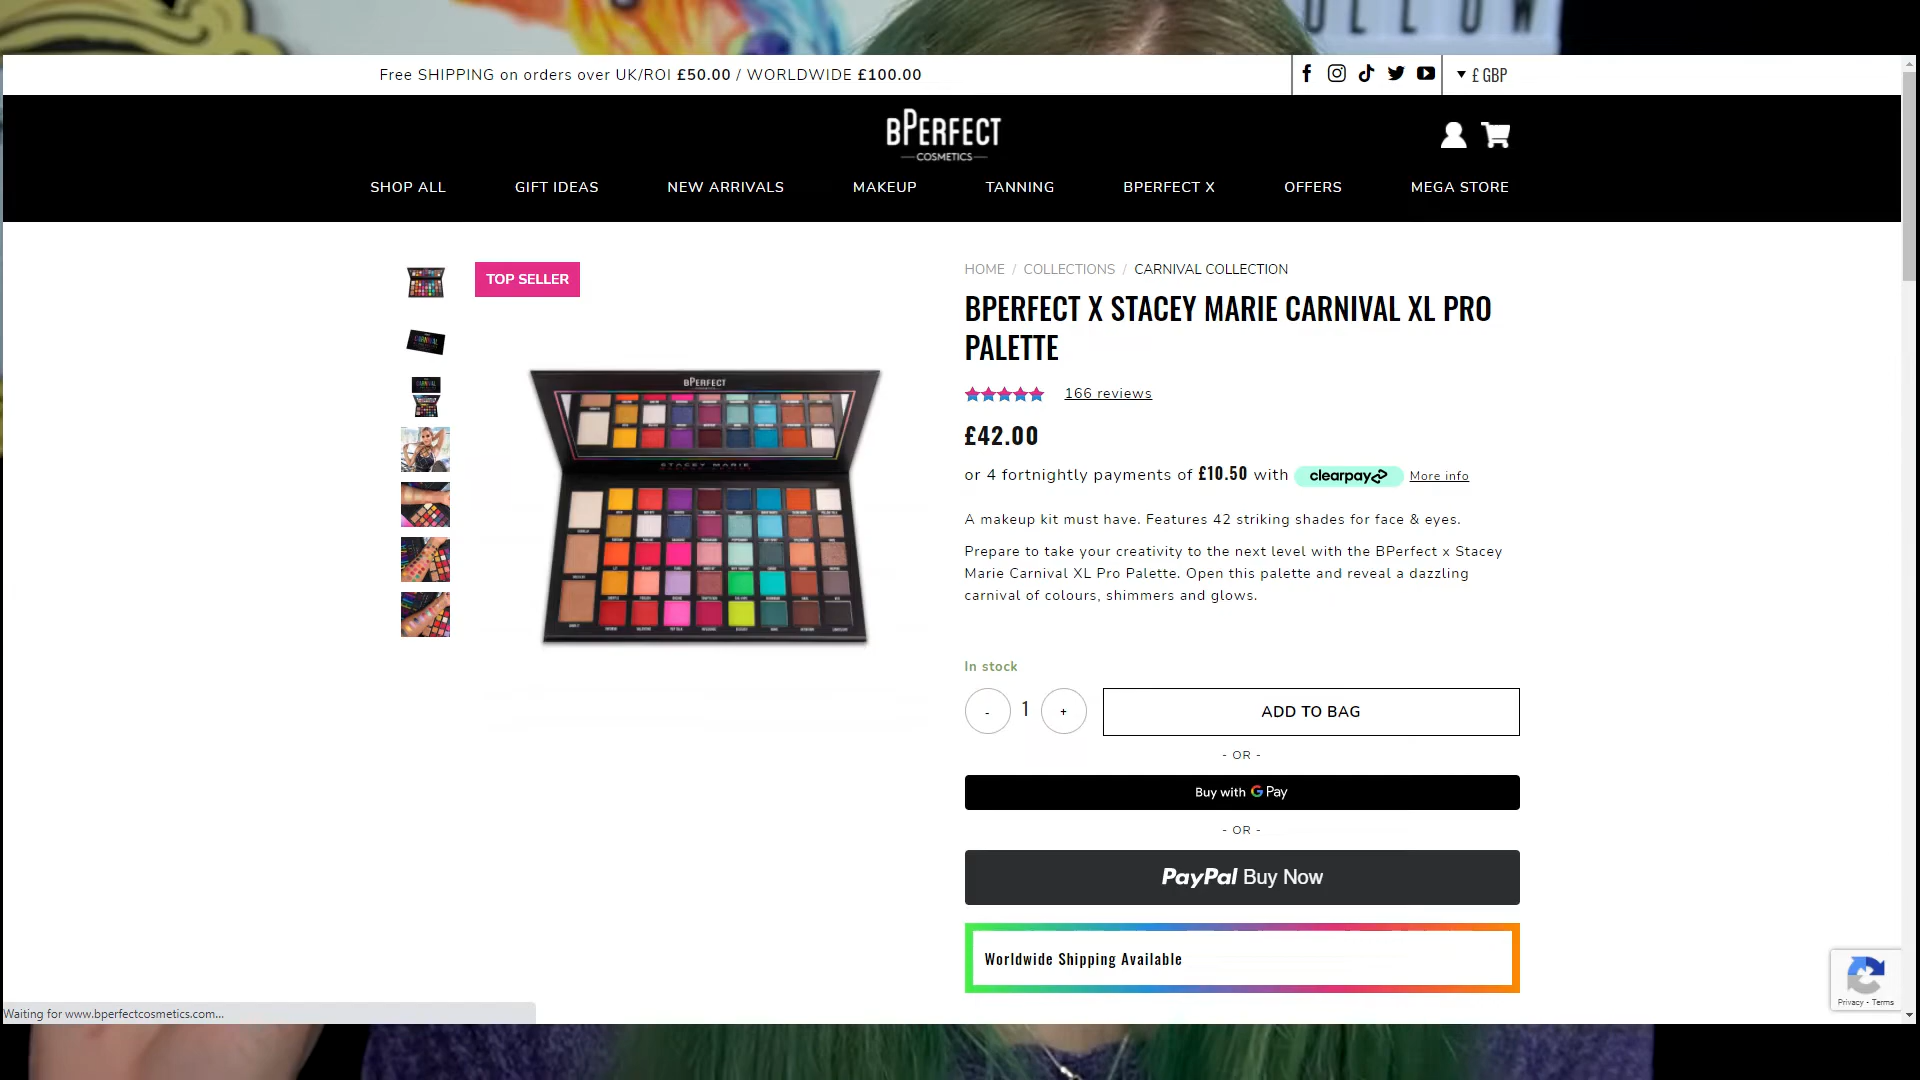 OLLOW
Free SHIPPING on orders over UK/ROI £50.00 / WORLDWIDE £100.00
£ GBP
BPERFECT
COSMETICS
SHOP ALL
GIFT IDEAS
NEW ARRIVALS
MAKEUP
TANNING
BPERFECT X
OFFERS
MEGA STORE
TOP SELLER
BPERFECT
STACEY MARIE
CARNIVAL
HOME / COLLECTIONS / CARNIVAL COLLECTION
BPERFECT X STACEY MARIE CARNIVAL XL PRO
PALETTE
166 reviews
£42.00
or 4 fortnightly payments of £10.50 with clearpay More info
A makeup kit must have. Features 42 striking shades for face & eyes.
Prepare to take your creativity to the next level with the BPerfect x Stacey
Marie Carnival XL Pro Palette. Open this palette and reveal a dazzling
carnival of colours, shimmers and glows.
In stock
- 1 +
ADD TO BAG
- OR -
Buy with G Pay
- OR -
PayPal Buy Now
Worldwide Shipping Available
Privacy - Terms
Waiting for www.bperfectcosmetics.com...